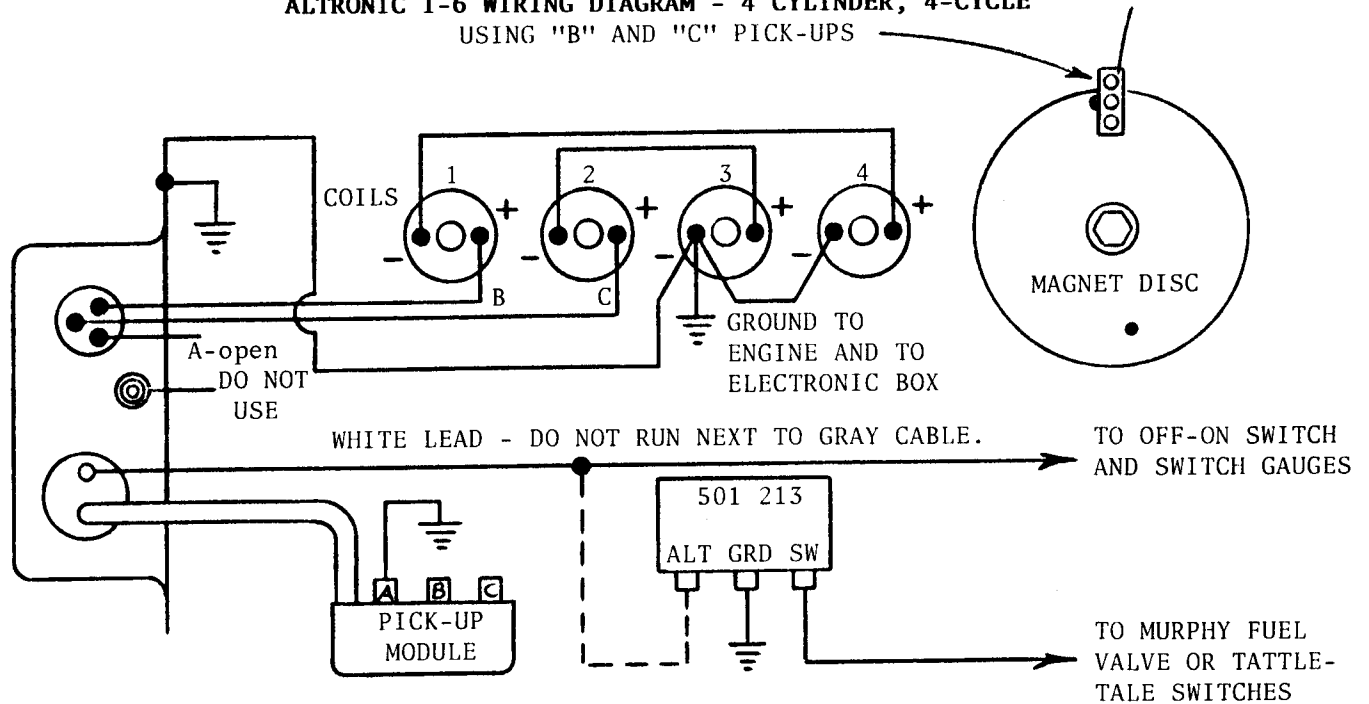 ALTRONIC I-6 WIRING DIAGRAM - 4 CYLINDER, 4-CYCLE
USING "B" AND "C" PICK-UPS
COILS
1
2
3
4
+
+
+
+
-
-
-
-
B
C
MAGNET DISC
A-open
DO NOT
USE
GROUND TO
ENGINE AND TO
ELECTRONIC BOX
WHITE LEAD - DO NOT RUN NEXT TO GRAY CABLE.
TO OFF-ON SWITCH
AND SWITCH GAUGES
501 213
ALT GRD SW
A B C
PICK-UP
MODULE
TO MURPHY FUEL
VALVE OR TATTLE-
TALE SWITCHES